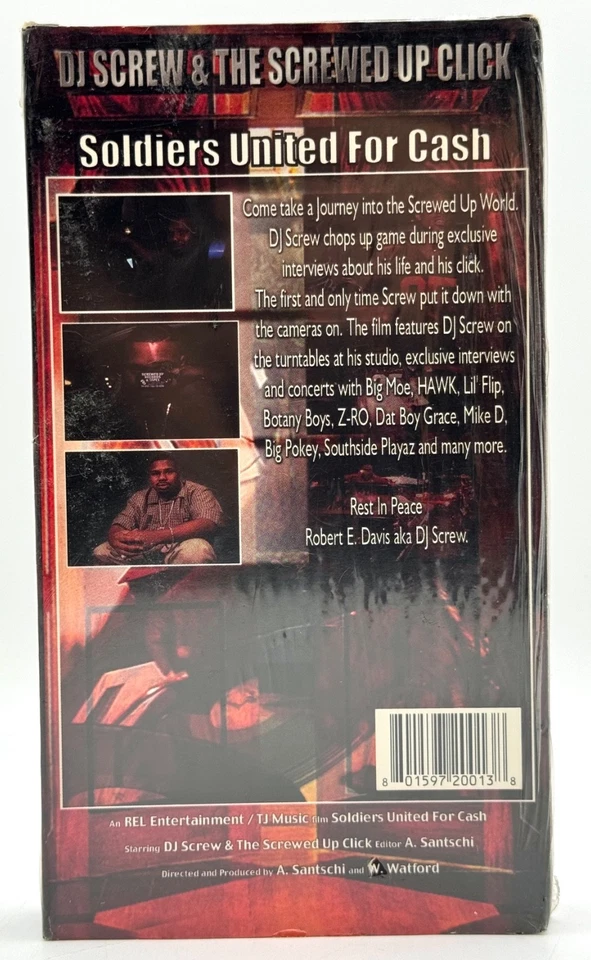 DJ SCREW & THE SCREWED UP CLICK
Soldiers United For Cash
Come take a Journey into the Screwed Up World.
DJ Screw chops up game during exclusive
interviews about his life and his click.
The first and only time Screw put it down with
the cameras on. The film features DJ Screw on
the turntables at his studio, exclusive interviews
and concerts with Big Moe, HAWK, Lil' Flip,
Botany Boys, Z-RO, Dat Boy Grace, Mike D,
Big Pokey, Southside Playaz and many more.
Rest In Peace
Robert E. Davis aka DJ Screw.
8 01597 20013 8
An REL Entertainment / TJ Music film Soldiers United For Cash
Starring DJ Screw & The Screwed Up Click Editor A. Santschi
Directed and Produced by A. Santschi and W. Watford